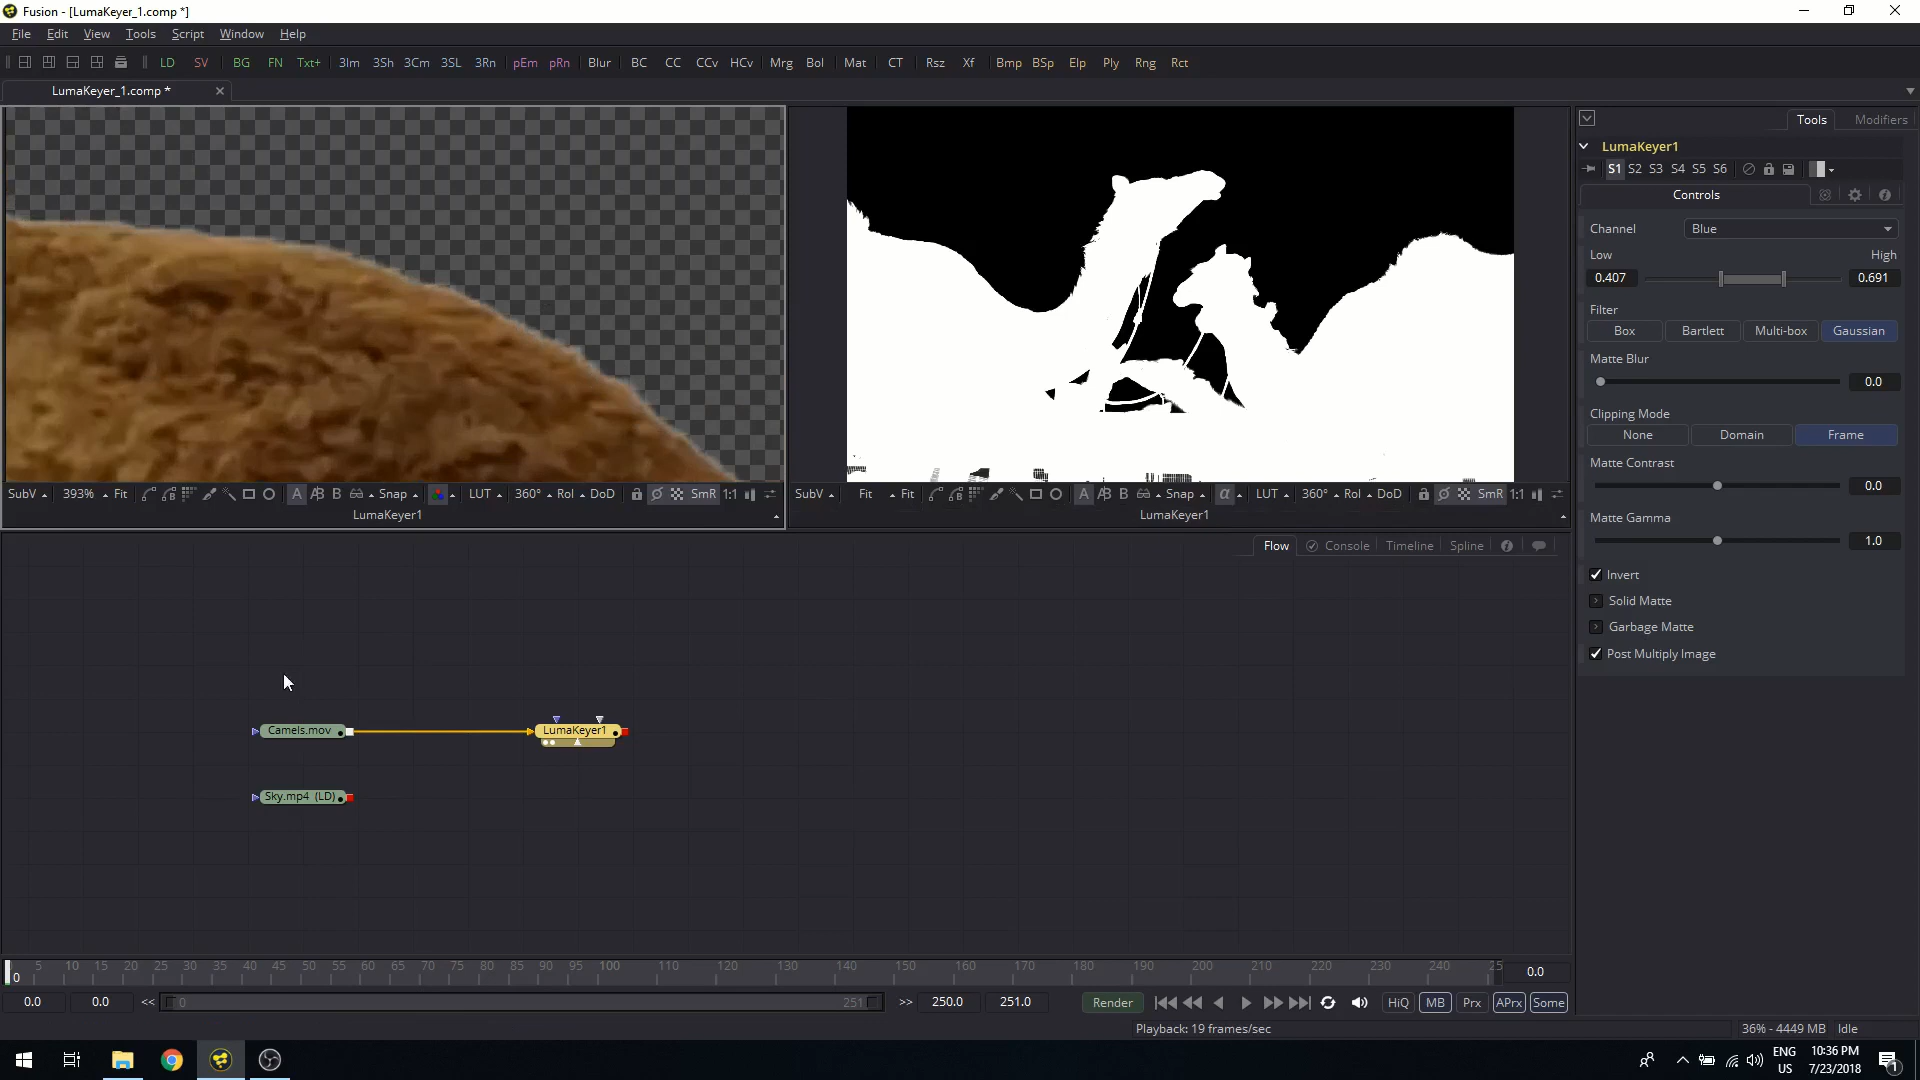 Fusion - [LumaKeyer_1.comp *]
File Edit View Tools Script Window Help
LD SV BG FN Txt+ 3Im 3Sh 3Cm 3SL 3Rn pEm pRn Blur BC CC CCv HCv Mrg Bol Mat CT Rsz Xf Bmp BSp Elp Ply Rng Rct
LumaKeyer_1.comp *
Tools Modifiers
LumaKeyer1
S1 S2 S3 S4 S5 S6
Controls
Channel Blue
Low High
0.407 0.691
Filter
Box Bartlett Multi-box Gaussian
Matte Blur
0.0
Clipping Mode
None Domain Frame
Matte Contrast
0.0
Matte Gamma
1.0
Invert
Solid Matte
Garbage Matte
Post Multiply Image
SubV 393% Fit A B Snap LUT 360° Rol DoD SmR 1:1
LumaKeyer1
SubV Fit Fit A B Snap α LUT 360° Rol DoD SmR 1:1
LumaKeyer1
Flow Console Timeline Spline
Camels.mov LumaKeyer1
Sky.mp4 (LD)
0 5 10 15 20 25 30 35 40 45 50 55 60 65 70 75 80 85 90 95 100 110 120 130 140 150 160 170 180 190 200 210 220 230 240 25 0.0
0.0 0.0 << 0 251 >> 250.0 251.0 Render HiQ MB Prx APrx Some
Playback: 19 frames/sec 36% - 4449 MB Idle
ENG
US
10:36 PM
7/23/2018
1